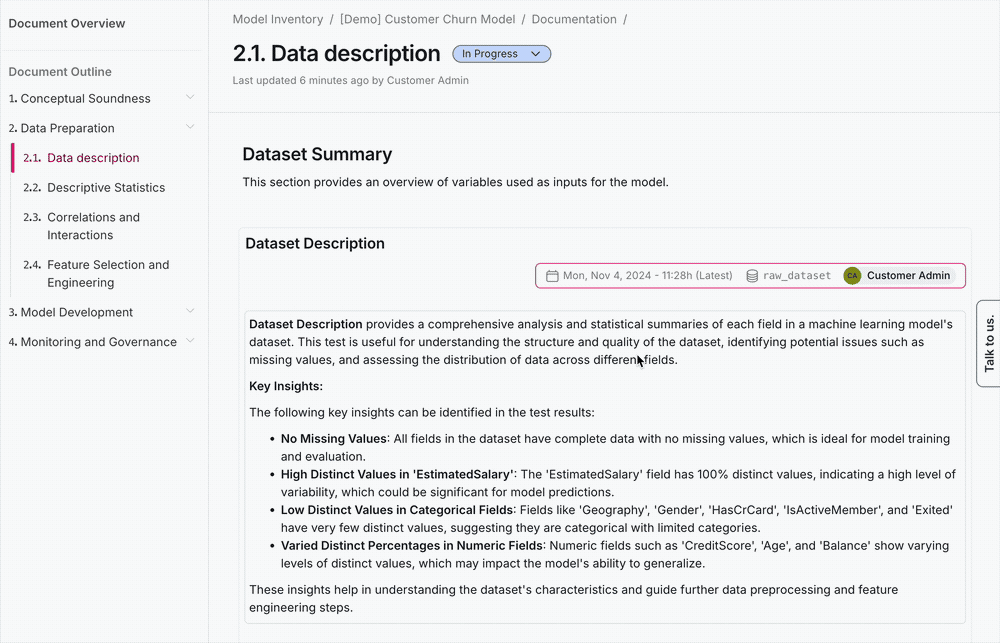 Document Overview
Document Outline
1. Conceptual Soundness
2. Data Preparation
2.1. Data description
2.2. Descriptive Statistics
2.3. Correlations and
Interactions
2.4. Feature Selection and
Engineering
3. Model Development
4. Monitoring and Governance
Model Inventory / [Demo] Customer Churn Model / Documentation /
2.1. Data description In Progress
Last updated 6 minutes ago by Customer Admin
Dataset Summary
This section provides an overview of variables used as inputs for the model.
Dataset Description
Mon, Nov 4, 2024 - 11:28h (Latest) raw_dataset CA Customer Admin
Dataset Description provides a comprehensive analysis and statistical summaries of each field in a machine learning model's
dataset. This test is useful for understanding the structure and quality of the dataset, identifying potential issues such as
missing values, and assessing the distribution of data across different fields.
Key Insights:
The following key insights can be identified in the test results:
• No Missing Values: All fields in the dataset have complete data with no missing values, which is ideal for model training
and evaluation.
• High Distinct Values in 'EstimatedSalary': The 'EstimatedSalary' field has 100% distinct values, indicating a high level of
variability, which could be significant for model predictions.
• Low Distinct Values in Categorical Fields: Fields like 'Geography', 'Gender', 'HasCrCard', 'IsActiveMember', and 'Exited'
have very few distinct values, suggesting they are categorical with limited categories.
• Varied Distinct Percentages in Numeric Fields: Numeric fields such as 'CreditScore', 'Age', and 'Balance' show varying
levels of distinct values, which may impact the model's ability to generalize.
These insights help in understanding the dataset's characteristics and guide further data preprocessing and feature
engineering steps.
Talk to us.